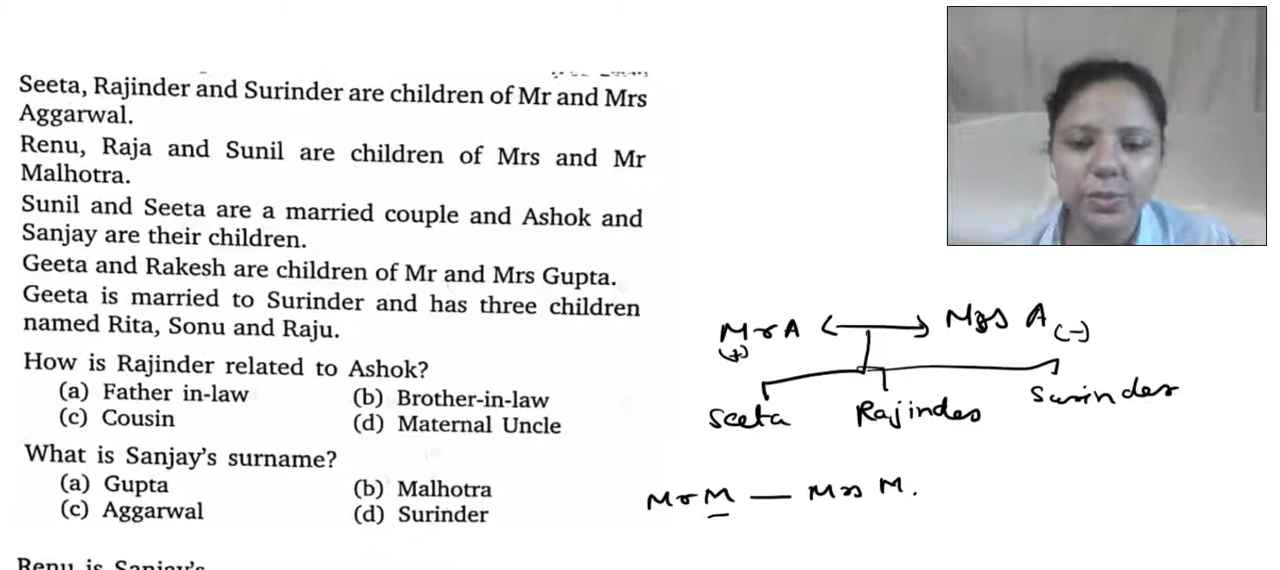 Seeta, Rajinder and Surinder are children of Mr and Mrs
Aggarwal.
Renu, Raja and Sunil are children of Mrs and Mr
Malhotra.
Sunil and Seeta are a married couple and Ashok and
Sanjay are their children.
Geeta and Rakesh are children of Mr and Mrs Gupta.
Geeta is married to Surinder and has three children
named Rita, Sonu and Raju.
How is Rajinder related to Ashok?
(a) Father in-law (b) Brother-in-law
(c) Cousin (d) Maternal Uncle
What is Sanjay's surname?
(a) Gupta (b) Malhotra
(c) Aggarwal (d) Surinder
Renu is Sanjay's
Mr A Mrs A (-)
(+)
Seeta Rajinder Surinder
Mr M — Mrs M.